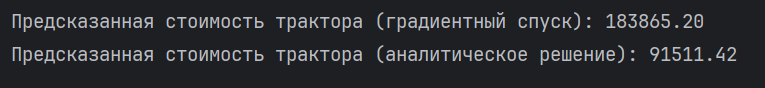 Предсказанная стоимость трактора (градиентный спуск): 183865.20
Предсказанная стоимость трактора (аналитическое решение): 91511.42